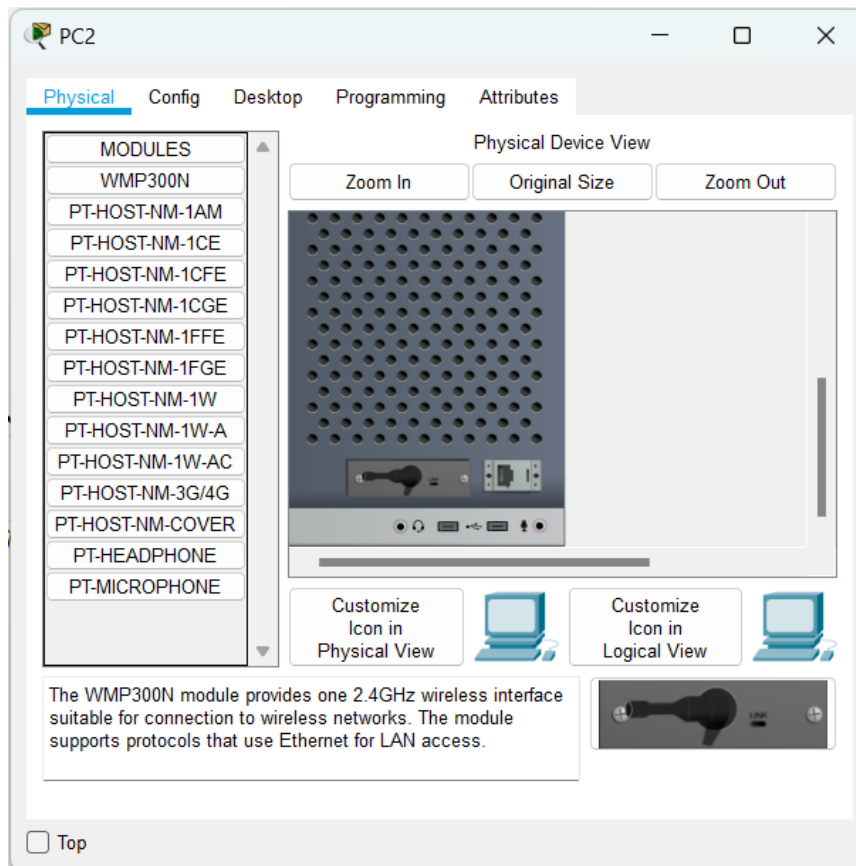 PC2
Physical Config Desktop Programming Attributes
MODULES
WMP300N
PT-HOST-NM-1AM
PT-HOST-NM-1CE
PT-HOST-NM-1CFE
PT-HOST-NM-1CGE
PT-HOST-NM-1FFE
PT-HOST-NM-1FGE
PT-HOST-NM-1W
PT-HOST-NM-1W-A
PT-HOST-NM-1W-AC
PT-HOST-NM-3G/4G
PT-HOST-NM-COVER
PT-HEADPHONE
PT-MICROPHONE
Physical Device View
Zoom In Original Size Zoom Out
Customize
Icon in
Physical View
Customize
Icon in
Logical View
The WMP300N module provides one 2.4GHz wireless interface
suitable for connection to wireless networks. The module
supports protocols that use Ethernet for LAN access.
LINK
Top